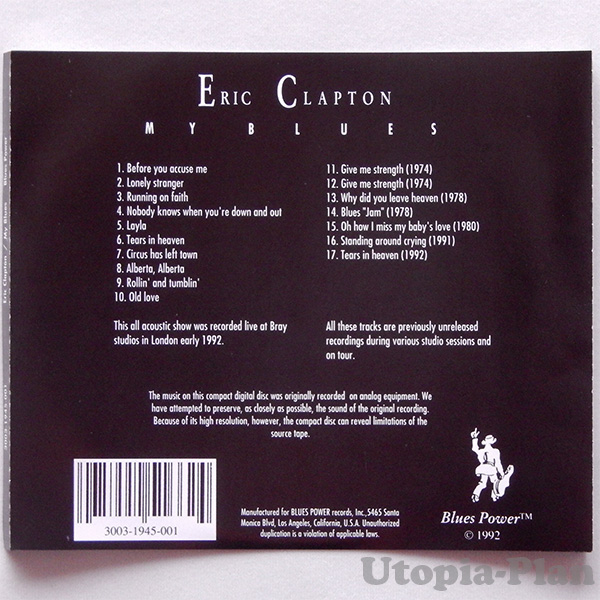 ERIC CLAPTON
MY BLUES
1. Before you accuse me
2. Lonely stranger
3. Running on faith
4. Nobody knows when you're down and out
5. Layla
6. Tears in heaven
7. Circus has left town
8. Alberta, Alberta
9. Rollin' and tumblin'
10. Old love
This all acoustic show was recorded live at Bray
studios in London early 1992.
11. Give me strength (1974)
12. Give me strength (1974)
13. Why did you leave heaven (1978)
14. Blues "Jam" (1978)
15. Oh how I miss my baby's love (1980)
16. Standing around crying (1991)
17. Tears in heaven (1992)
All these tracks are previously unreleased
recordings during various studio sessions and
on tour.
The music on this compact digital disc was originally recorded on analog equipment. We
have attempted to preserve, as closely as possible, the sound of the original recording.
Because of its high resolution, however, the compact disc can reveal limitations of the
source tape.
3003-1945-001
Manufactured for BLUES POWER records, Inc.,5465 Santa
Monica Blvd, Los Angeles, California, U.S.A. Unauthorized
duplication is a violation of applicable laws.
Blues Power™
© 1992
Utopia-Plan